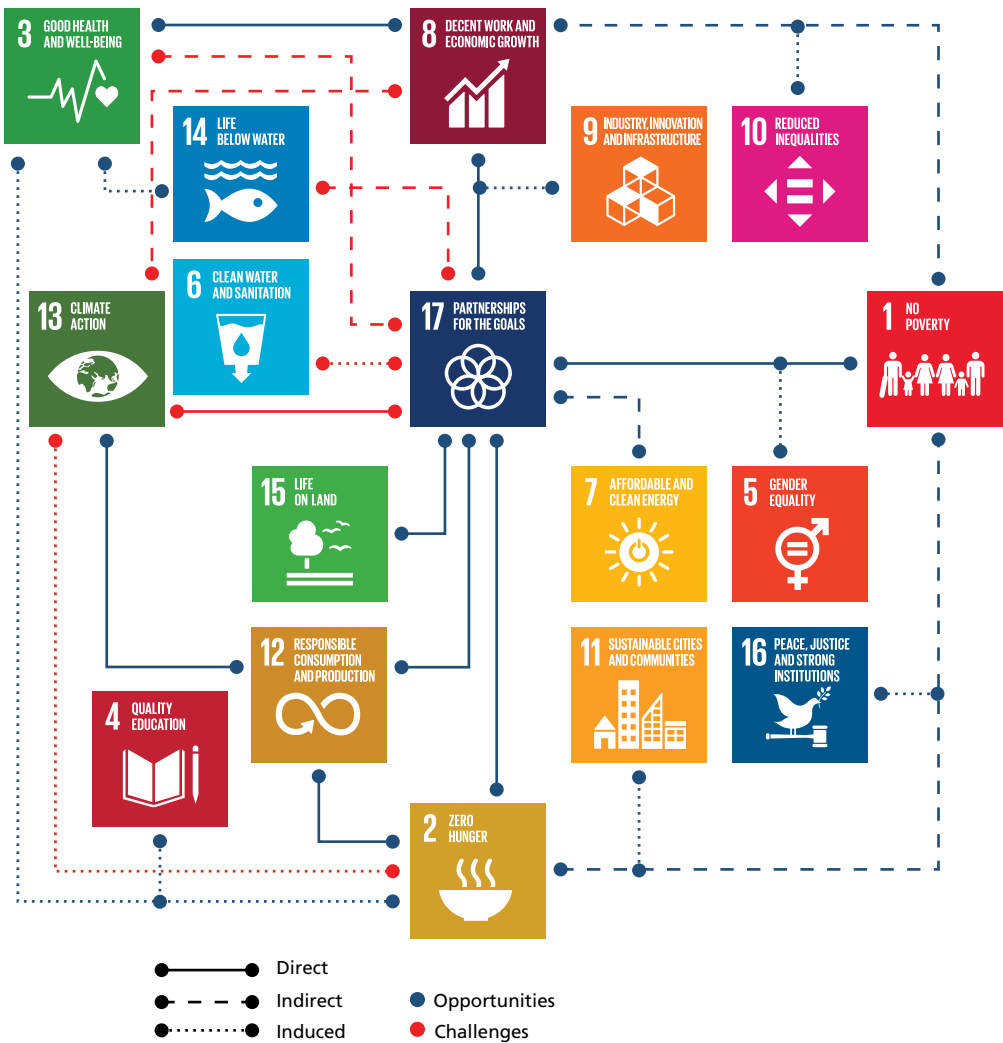 3 GOOD HEALTH
AND WELL-BEING
8 DECENT WORK AND
ECONOMIC GROWTH
14 LIFE
BELOW WATER
9 INDUSTRY, INNOVATION
AND INFRASTRUCTURE
10 REDUCED
INEQUALITIES
6 CLEAN WATER
AND SANITATION
13 CLIMATE
ACTION
17 PARTNERSHIPS
FOR THE GOALS
1 NO
POVERTY
15 LIFE
ON LAND
7 AFFORDABLE AND
CLEAN ENERGY
5 GENDER
EQUALITY
12 RESPONSIBLE
CONSUMPTION
AND PRODUCTION
11 SUSTAINABLE CITIES
AND COMMUNITIES
16 PEACE, JUSTICE
AND STRONG
INSTITUTIONS
4 QUALITY
EDUCATION
2 ZERO
HUNGER
Direct
Indirect
Induced
Opportunities
Challenges